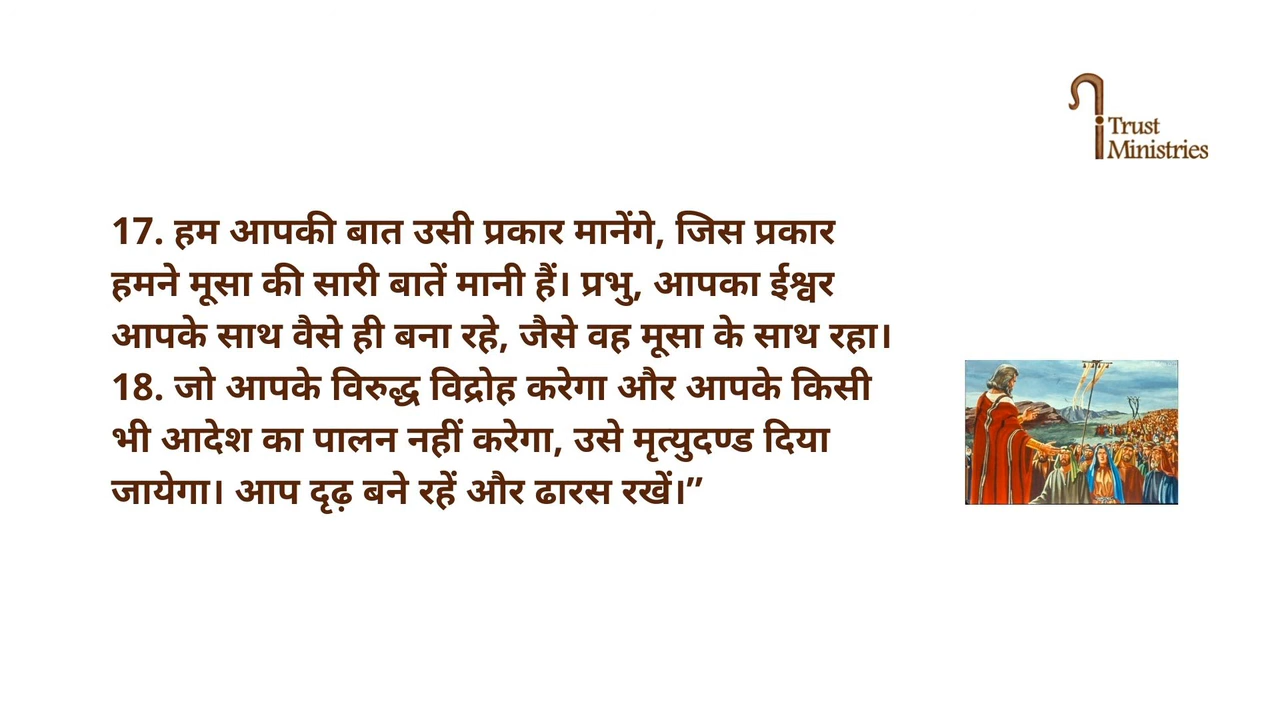 Trust
Ministries
17. हम आपकी बात उसी प्रकार मानेंगे, जिस प्रकार
हमने मूसा की सारी बातें मानी हैं। प्रभु, आपका ईश्वर
आपके साथ वैसे ही बना रहे, जैसे वह मूसा के साथ रहा।
18. जो आपके विरुद्ध विद्रोह करेगा और आपके किसी
भी आदेश का पालन नहीं करेगा, उसे मृत्युदण्ड दिया
जायेगा। आप दृढ़ बने रहें और ढारस रखें।”